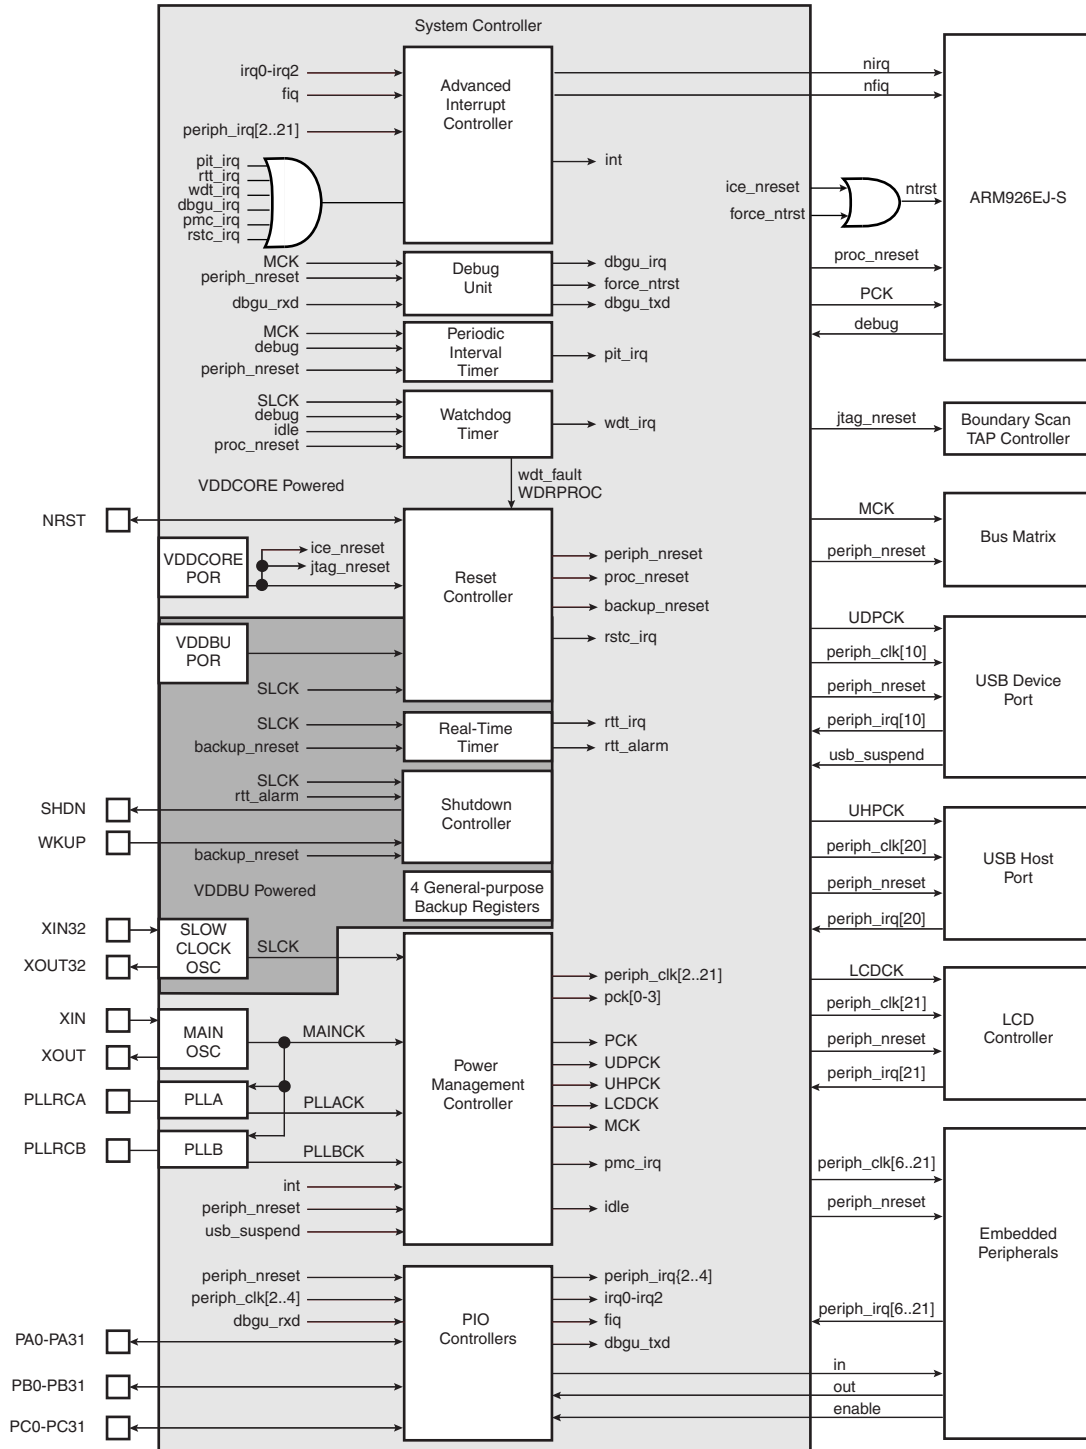 System Controller
irq0-irq2
fiq
periph_irq[2..21]
pit_irq
rtt_irq
wdt_irq
dbgu_irq
pmc_irq
rstc_irq
Advanced
Interrupt
Controller
int
nirq
nfiq
ice_nreset
force_ntrst
ntrst
ARM926EJ-S
proc_nreset
PCK
debug
MCK
periph_nreset
dbgu_rxd
Debug
Unit
dbgu_irq
force_ntrst
dbgu_txd
MCK
debug
periph_nreset
Periodic
Interval
Timer
pit_irq
SLCK
debug
idle
proc_nreset
Watchdog
Timer
wdt_irq
wdt_fault
WDRPROC
jtag_nreset
Boundary Scan
TAP Controller
VDDCORE Powered
NRST
VDDCORE
POR
ice_nreset
jtag_nreset
Reset
Controller
periph_nreset
proc_nreset
backup_nreset
rstc_irq
MCK
periph_nreset
Bus Matrix
VDDBU
POR
SLCK
UDPCK
periph_clk[10]
periph_nreset
periph_irq[10]
usb_suspend
USB Device
Port
SLCK
backup_nreset
Real-Time
Timer
rtt_irq
rtt_alarm
SHDN
WKUP
SLCK
rtt_alarm
backup_nreset
Shutdown
Controller
UHPCK
periph_clk[20]
periph_nreset
periph_irq[20]
USB Host
Port
VDDBU Powered
4 General-purpose
Backup Registers
XIN32
XOUT32
SLOW
CLOCK
OSC
SLCK
XIN
XOUT
MAIN
OSC
MAINCK
PLLRCA
PLLA
PLLACK
PLLRCB
PLLB
PLLBCK
int
periph_nreset
usb_suspend
Power
Management
Controller
periph_clk[2..21]
pck[0-3]
PCK
UDPCK
UHPCK
LCDCK
MCK
pmc_irq
idle
LCDCK
periph_clk[21]
periph_nreset
periph_irq[21]
LCD
Controller
periph_clk[6..21]
periph_nreset
periph_irq[6..21]
in
out
enable
Embedded
Peripherals
periph_nreset
periph_clk[2..4]
dbgu_rxd
PA0-PA31
PB0-PB31
PC0-PC31
PIO
Controllers
periph_irq{2..4]
irq0-irq2
fiq
dbgu_txd